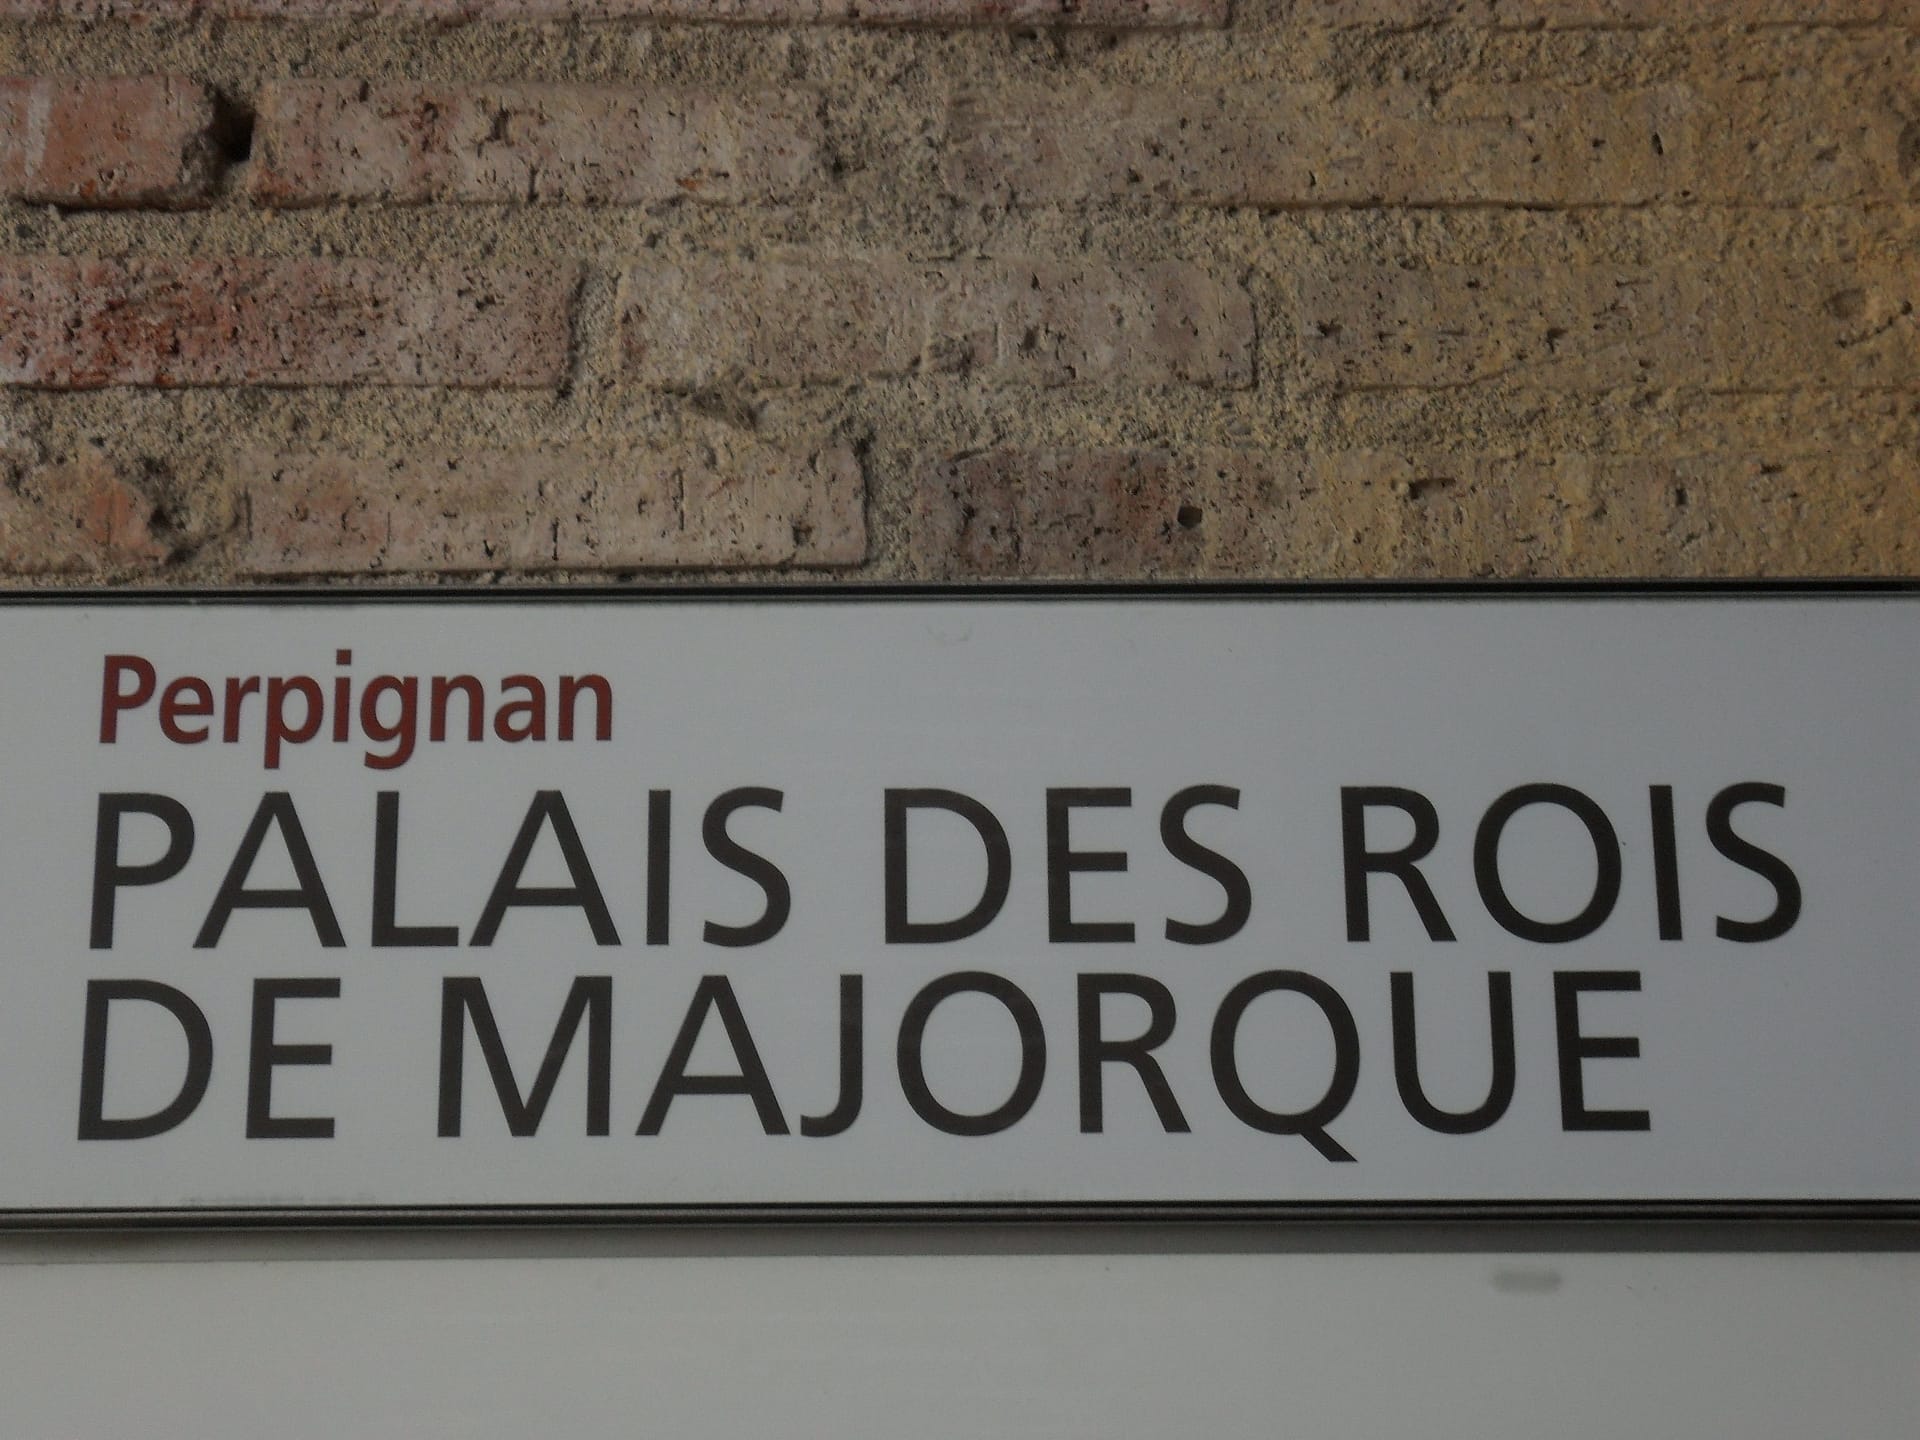 Perpignan
PALAIS DES ROIS
DE MAJORQUE